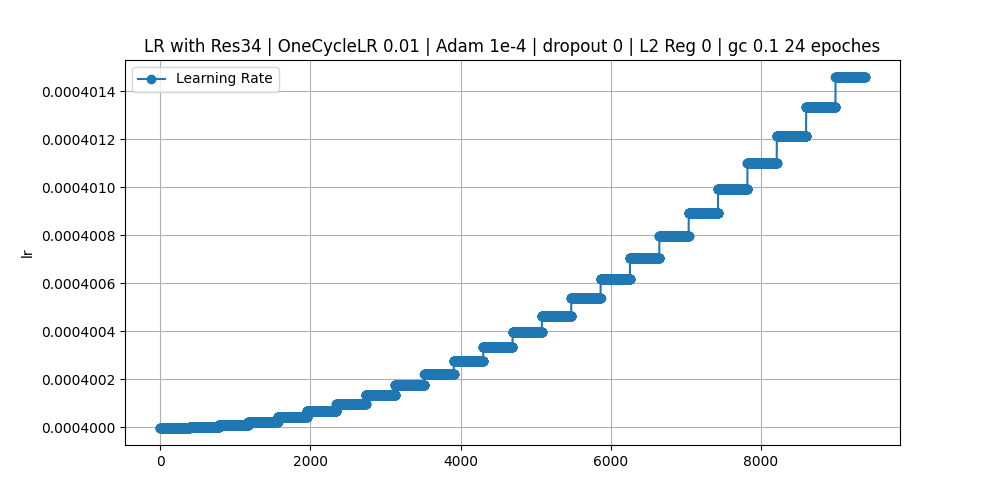 LR with Res34 | OneCycleLR 0.01 | Adam 1e-4 | dropout 0 | L2 Reg 0 | gc 0.1 24 epoches
Learning Rate
0.0004014
0.0004012
0.0004010
0.0004008
0.0004006
0.0004004
0.0004002
0.0004000
lr
0 2000 4000 6000 8000